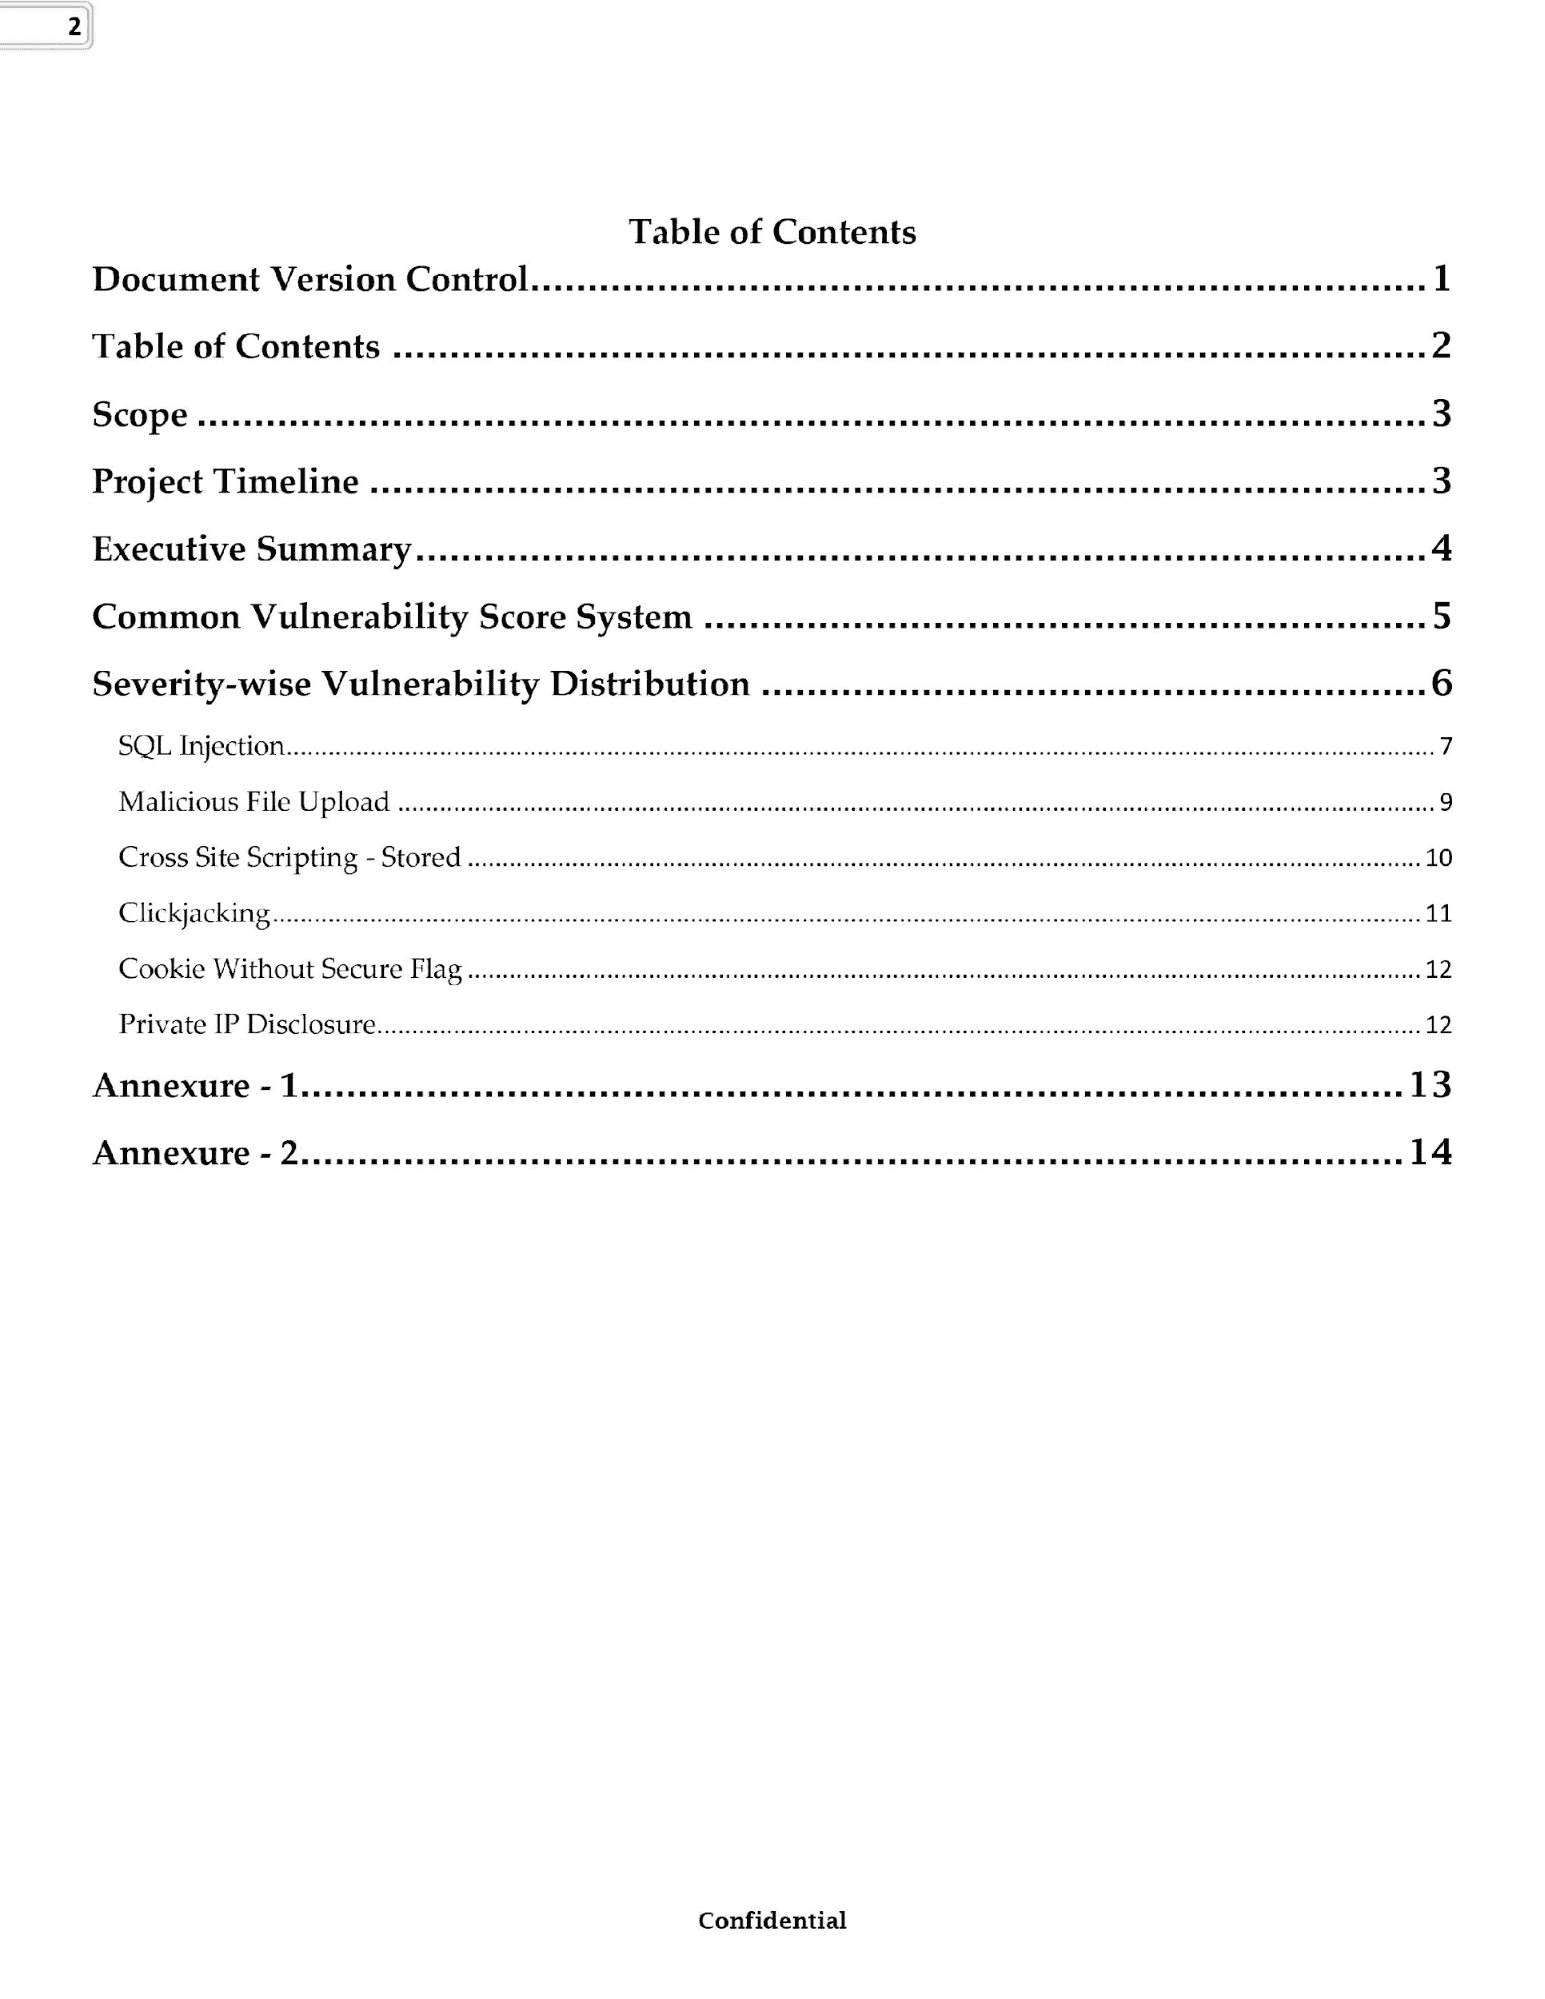 2
Table of Contents
Document Version Control 1
Table of Contents 2
Scope 3
Project Timeline 3
Executive Summary 4
Common Vulnerability Score System 5
Severity-wise Vulnerability Distribution 6
SQL Injection 7
Malicious File Upload 9
Cross Site Scripting - Stored 10
Clickjacking 11
Cookie Without Secure Flag 12
Private IP Disclosure 12
Annexure - 1 13
Annexure - 2 14
Confidential